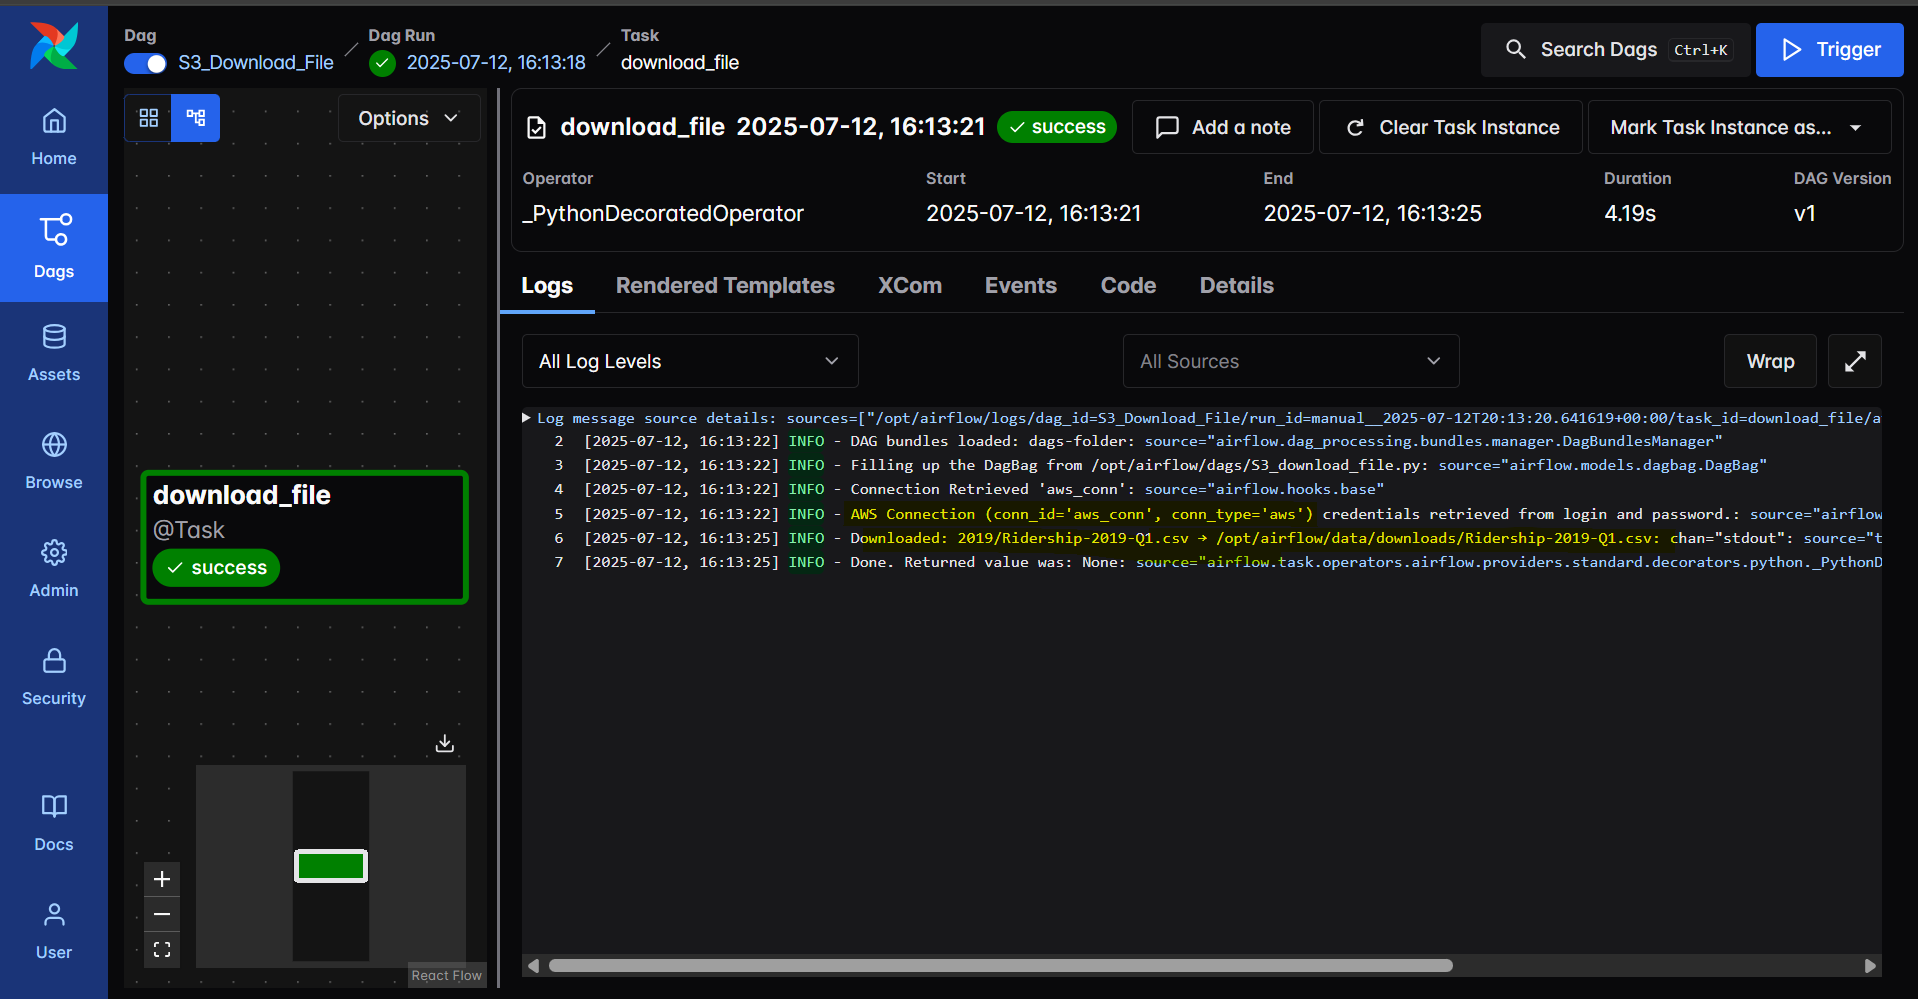 Dag
S3_Download_File
Dag Run
2025-07-12, 16:13:18
Task
download_file
Search Dags Ctrl+K
Trigger
Home
Dags
Assets
Browse
Admin
Security
Docs
User
Options
download_file
@Task
success
React Flow
download_file 2025-07-12, 16:13:21 success
Add a note
Clear Task Instance
Mark Task Instance as...
Operator Start End Duration DAG Version
_PythonDecoratedOperator 2025-07-12, 16:13:21 2025-07-12, 16:13:25 4.19s v1
Logs Rendered Templates XCom Events Code Details
All Log Levels All Sources Wrap
Log message source details: sources=["/opt/airflow/logs/dag_id=S3_Download_File/run_id=manual__2025-07-12T20:13:20.641619+00:00/task_id=download_file/a
2 [2025-07-12, 16:13:22] INFO - DAG bundles loaded: dags-folder: source="airflow.dag_processing.bundles.manager.DagBundlesManager"
3 [2025-07-12, 16:13:22] INFO - Filling up the DagBag from /opt/airflow/dags/S3_download_file.py: source="airflow.models.dagbag.DagBag"
4 [2025-07-12, 16:13:22] INFO - Connection Retrieved 'aws_conn': source="airflow.hooks.base"
5 [2025-07-12, 16:13:22] INFO - AWS Connection (conn_id='aws_conn', conn_type='aws') credentials retrieved from login and password.: source="airflow
6 [2025-07-12, 16:13:25] INFO - Downloaded: 2019/Ridership-2019-Q1.csv → /opt/airflow/data/downloads/Ridership-2019-Q1.csv: chan="stdout": source="t
7 [2025-07-12, 16:13:25] INFO - Done. Returned value was: None: source="airflow.task.operators.airflow.providers.standard.decorators.python._PythonD